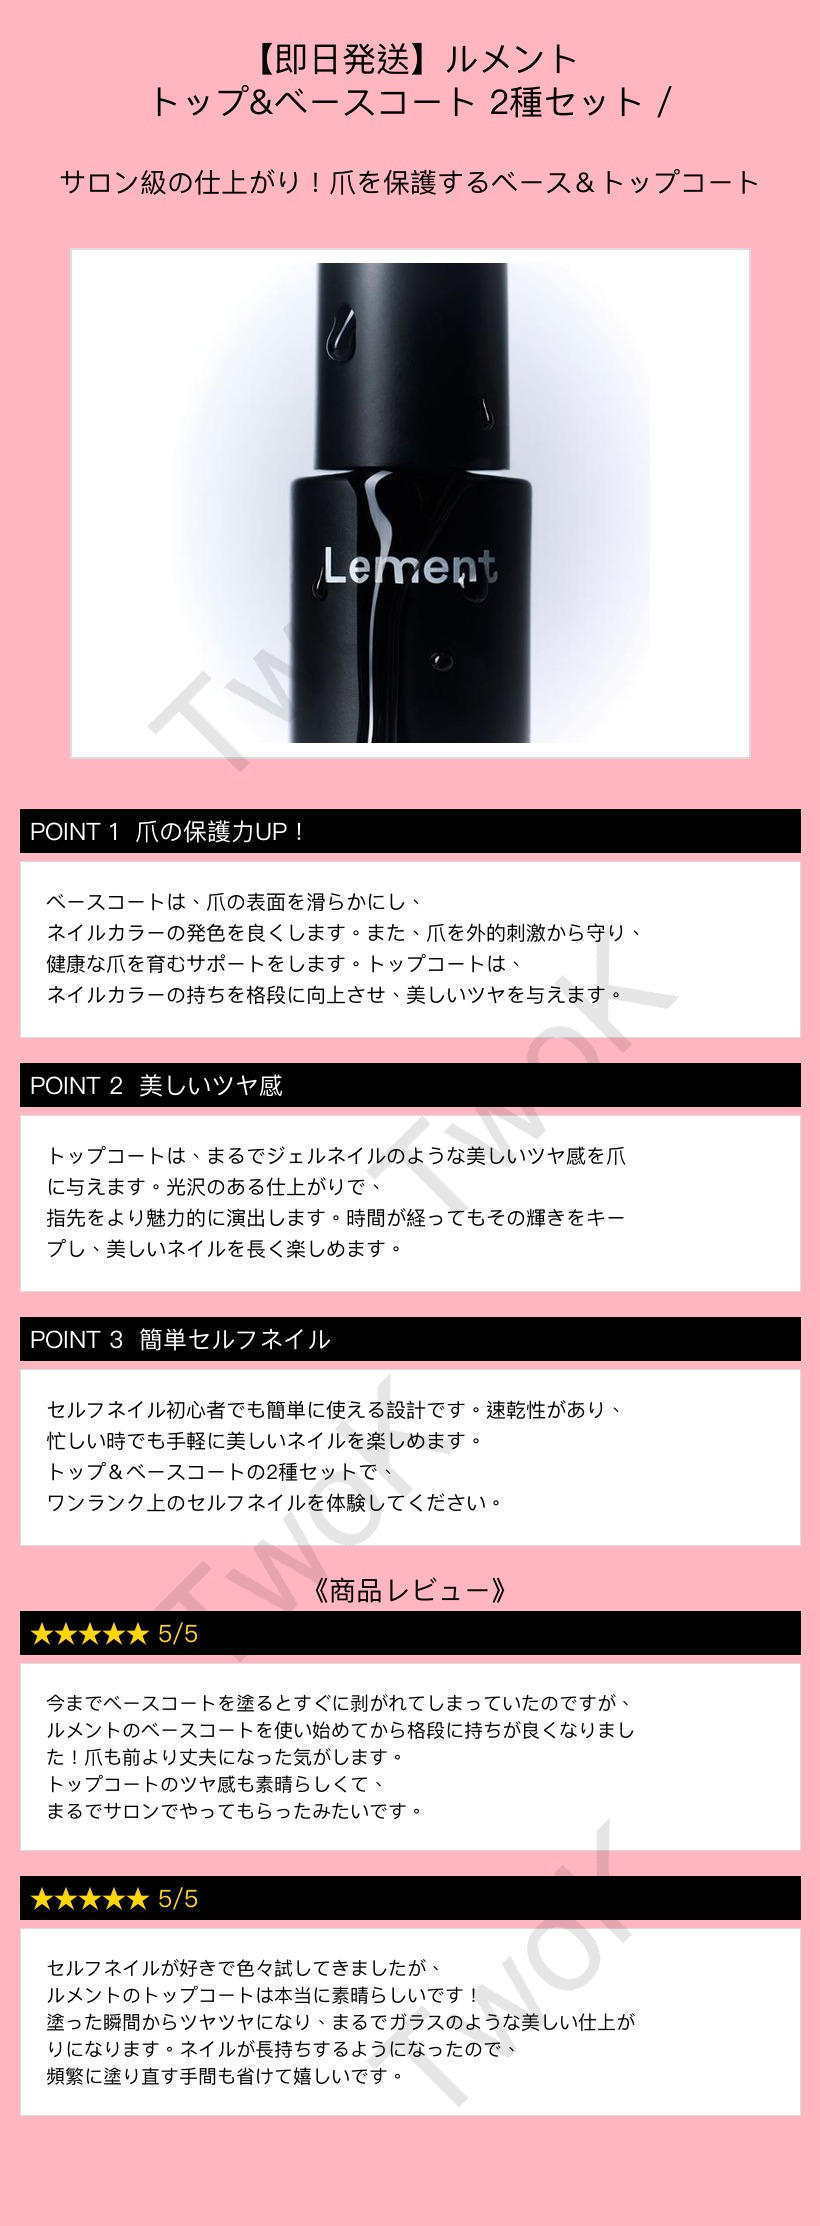 【即日発送】ルメント
トップ&ベースコート 2種セット /
サロン級の仕上がり！爪を保護するベース＆トップコート
Lement
POINT 1 爪の保護力UP！
ベースコートは、爪の表面を滑らかにし、
ネイルカラーの発色を良くします。また、爪を外的刺激から守り、
健康な爪を育むサポートをします。トップコートは、
ネイルカラーの持ちを格段に向上させ、美しいツヤを与えます。
POINT 2 美しいツヤ感
トップコートは、まるでジェルネイルのような美しいツヤ感を爪
に与えます。光沢のある仕上がりで、
指先をより魅力的に演出します。時間が経ってもその輝きをキー
プし、美しいネイルを長く楽しめます。
POINT 3 簡単セルフネイル
セルフネイル初心者でも簡単に使える設計です。速乾性があり、
忙しい時でも手軽に美しいネイルを楽しめます。
トップ＆ベースコートの2種セットで、
ワンランク上のセルフネイルを体験してください。
《商品レビュー》
★★★★★ 5/5
今までベースコートを塗るとすぐに剥がれてしまっていたのですが、
ルメントのベースコートを使い始めてから格段に持ちが良くなりまし
た！爪も前より丈夫になった気がします。
トップコートのツヤ感も素晴らしくて、
まるでサロンでやってもらったみたいです。
★★★★★ 5/5
セルフネイルが好きで色々試してきましたが、
ルメントのトップコートは本当に素晴らしいです！
塗った瞬間からツヤツヤになり、まるでガラスのような美しい仕上が
りになります。ネイルが長持ちするようになったので、
頻繁に塗り直す手間も省けて嬉しいです。
TwoK
TwoK
TwoK
TwoK